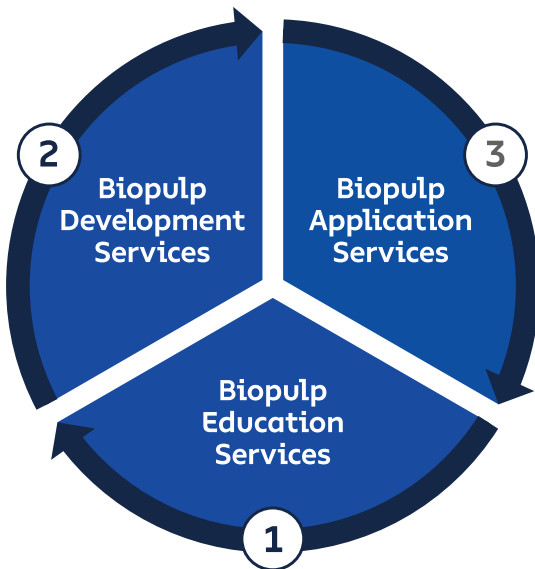 2
Biopulp
Development
Services
3
Biopulp
Application
Services
Biopulp
Education
Services
1